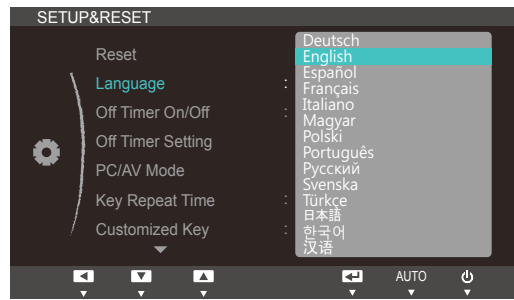 SETUP&RESET
Reset
Language :
Off Timer On/Off :
Off Timer Setting
PC/AV Mode
Key Repeat Time :
Customized Key :
Deutsch
English
Español
Français
Italiano
Magyar
Polski
Português
Русский
Svenska
Türkçe
日本語
한국어
汉语
AUTO